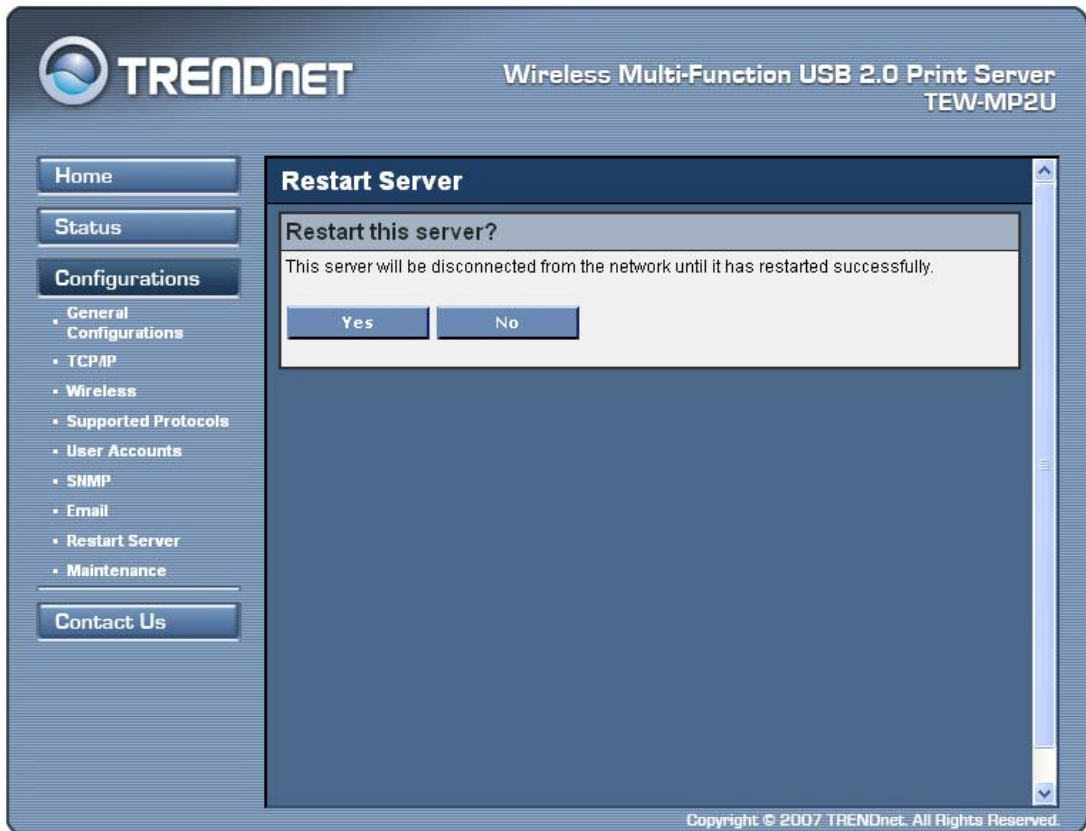 TRENDNET
Wireless Multi-Function USB 2.0 Print Server
TEW-MP2U
Home
Status
Configurations
General
Configurations
TCP/IP
Wireless
Supported Protocols
User Accounts
SNMP
Email
Restart Server
Maintenance
Contact Us
Restart Server
Restart this server?
This server will be disconnected from the network until it has restarted successfully.
Yes
No
Copyright © 2007 TRENDnet. All Rights Reserved.